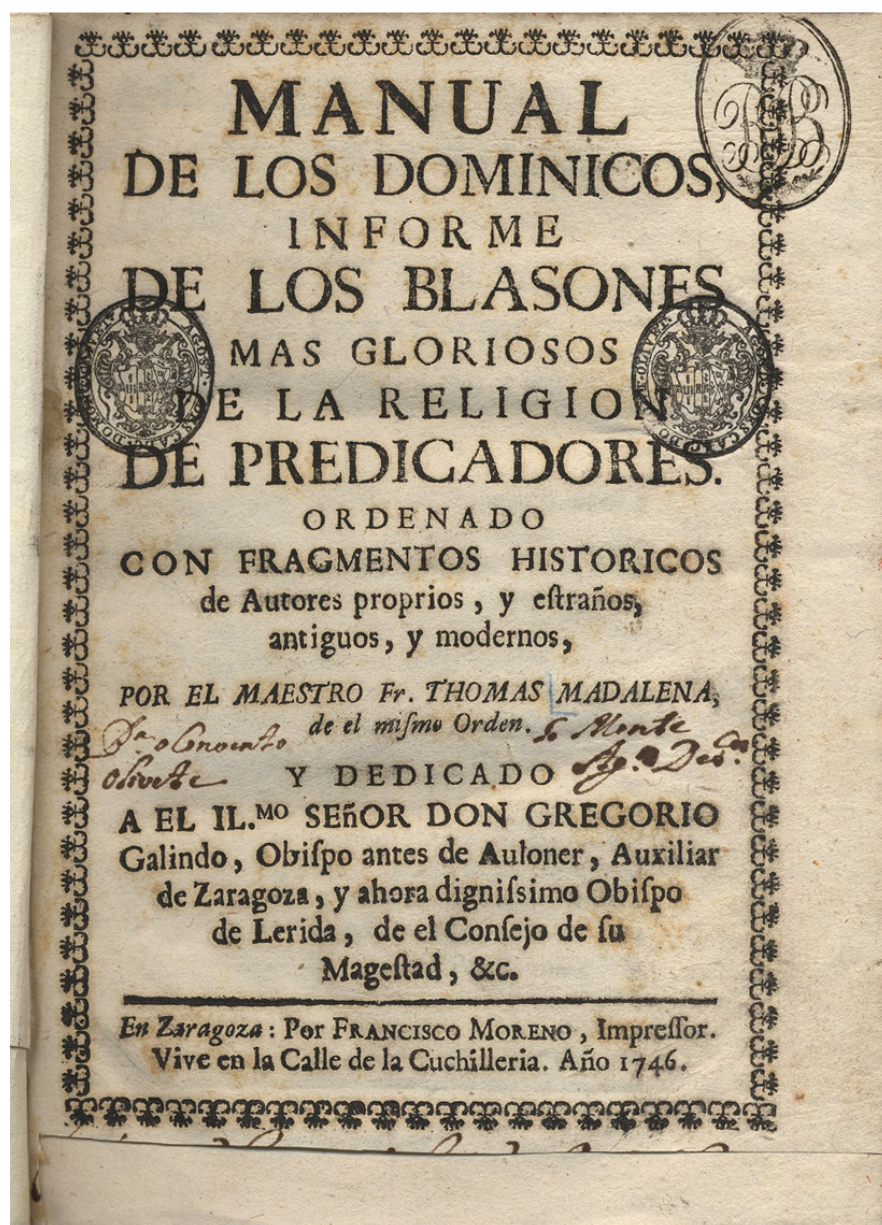 MANUAL
DE LOS DOMINICOS,
INFORME
DE LOS BLASONES
MAS GLORIOSOS
DE LA RELIGION
DE PREDICADORES.
ORDENADO
CON FRAGMENTOS HISTORICOS
de Autores proprios, y estraños,
antiguos, y modernos,
POR EL MAESTRO Fr. THOMAS MADALENA,
de el mismo Orden.
Y DEDICADO
A EL IL.MO SEñOR DON GREGORIO
Galindo, Obispo antes de Auloner, Auxiliar
de Zaragoza, y ahora dignissimo Obispo
de Lerida, de el Consejo de su
Magestad, &c.
En Zaragoza: Por FRANCISCO MORENO, Impressor.
Vive en la Calle de la Cuchilleria. Año 1746.